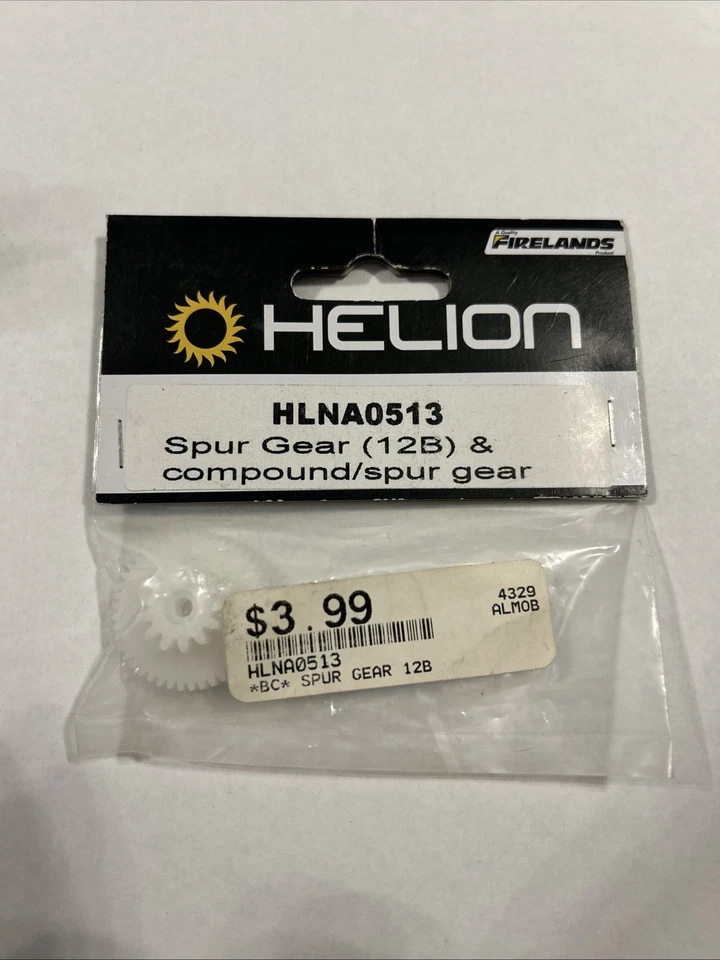 A Quality
FIRELANDS
Product
HELION
HLNA0513
Spur Gear (12B) &
compound/spur gear
$3.99
4329
ALMOB
HLNA0513
*BC* SPUR GEAR 12B